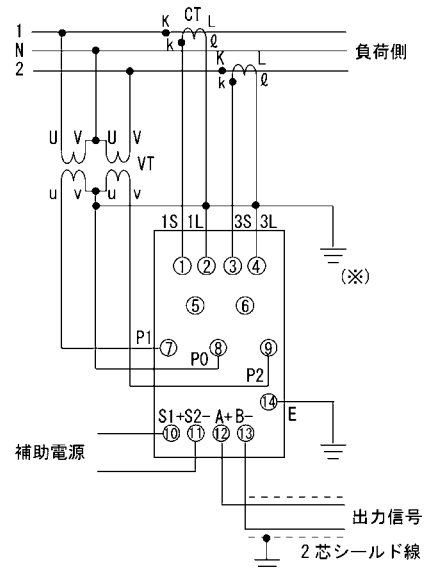 CT
1 K L
k ℓ
N 負荷側
2 K L
k ℓ
U V U V
VT
u v u v
1S 1L 3S 3L
(※)
① ② ③ ④
⑤ ⑥
P1 ⑦ P0 ⑧ P2 ⑨
⑭ E
S1+ S2- A+ B-
⑩ ⑪ ⑫ ⑬
補助電源
出力信号
2芯シールド線